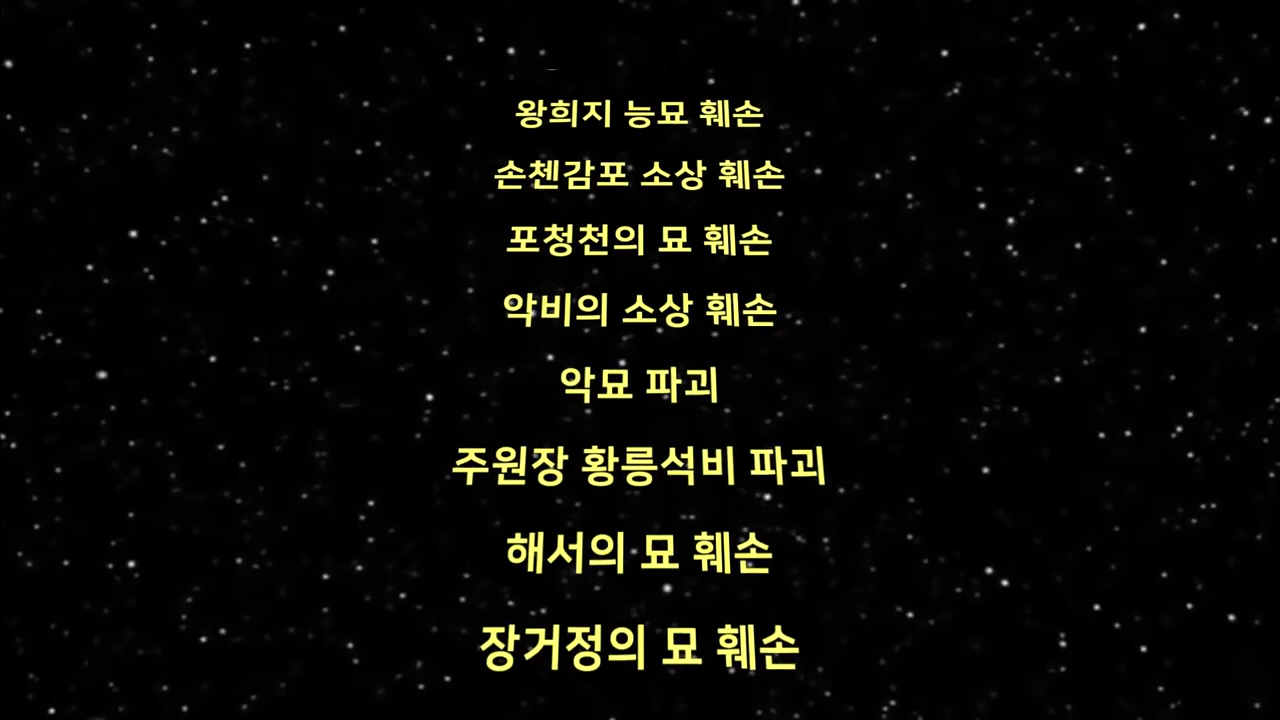 왕희지 능묘 훼손
손첸감포 소상 훼손
포청천의 묘 훼손
악비의 소상 훼손
악묘 파괴
주원장 황릉석비 파괴
해서의 묘 훼손
장거정의 묘 훼손